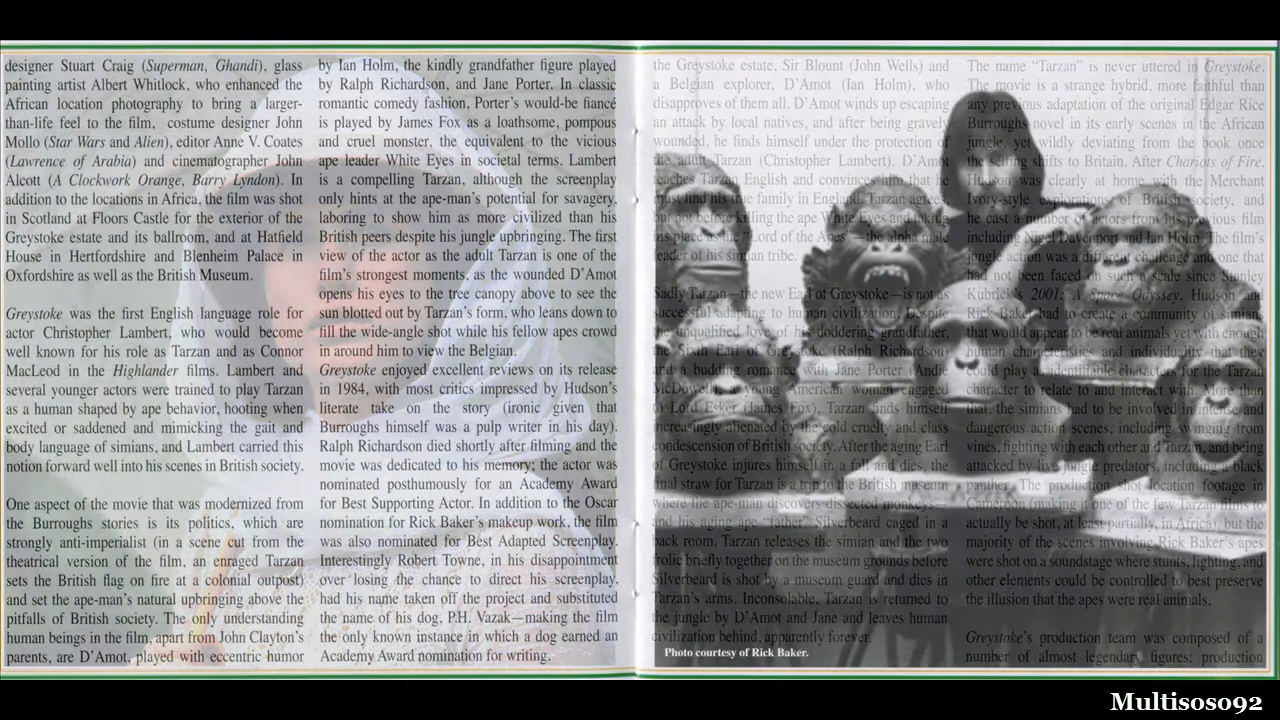 designer Stuart Craig (Superman, Ghandi), glass
painting artist Albert Whitlock, who enhanced the
African location photography to bring a larger-
than-life feel to the film, costume designer John
Mollo (Star Wars and Alien), editor Anne V. Coates
(Lawrence of Arabia) and cinematographer John
Alcott (A Clockwork Orange, Barry Lyndon). In
addition to the locations in Africa, the film was shot
in Scotland at Floors Castle for the exterior of the
Greystoke estate and its ballroom, and at Hatfield
House in Hertfordshire and Blenheim Palace in
Oxfordshire as well as the British Museum.
Greystoke was the first English language role for
actor Christopher Lambert, who would become
well known for his role as Tarzan and as Connor
MacLeod in the Highlander films. Lambert and
several younger actors were trained to play Tarzan
as a human shaped by ape behavior, hooting when
excited or saddened and mimicking the gait and
body language of simians, and Lambert carried this
notion forward well into his scenes in British society.
One aspect of the movie that was modernized from
the Burroughs stories is its politics, which are
strongly anti-imperialist (in a scene cut from the
theatrical version of the film, an enraged Tarzan
sets the British flag on fire at a colonial outpost)
and set the ape-man's natural upbringing above the
pitfalls of British society. The only understanding
human beings in the film, apart from John Clayton's
parents, are D'Amot, played with eccentric humor
by Ian Holm, the kindly grandfather figure played
by Ralph Richardson, and Jane Porter. In classic
romantic comedy fashion, Porter's would-be fiancé
is played by James Fox as a loathsome, pompous
and cruel monster, the equivalent to the vicious
ape leader White Eyes in societal terms. Lambert
is a compelling Tarzan, although the screenplay
only hints at the ape-man's potential for savagery,
laboring to show him as more civilized than his
British peers despite his jungle upbringing. The first
view of the actor as the adult Tarzan is one of the
film's strongest moments, as the wounded D'Amot
opens his eyes to the tree canopy above to see the
sun blotted out by Tarzan's form, who leans down to
fill the wide-angle shot while his fellow apes crowd
in around him to view the Belgian.
Greystoke enjoyed excellent reviews on its release
in 1984, with most critics impressed by Hudson's
literate take on the story (ironic given that
Burroughs himself was a pulp writer in his day).
Ralph Richardson died shortly after filming and the
movie was dedicated to his memory; the actor was
nominated posthumously for an Academy Award
for Best Supporting Actor. In addition to the Oscar
nomination for Rick Baker's makeup work, the film
was also nominated for Best Adapted Screenplay.
Interestingly Robert Towne, in his disappointment
over losing the chance to direct his screenplay,
had his name taken off the project and substituted
the name of his dog, P.H. Vazak—making the film
the only known instance in which a dog earned an
Academy Award nomination for writing.
the Greystoke estate, Sir Blount (John Wells) and
a Belgian explorer, D'Amot (Ian Holm), who
disapproves of them all. D'Amot winds up escaping
an attack by local natives, and after being gravely
wounded, he finds himself under the protection of
the adult Tarzan (Christopher Lambert). D'Amot
teaches Tarzan English and convinces him that he
must find his true family in England. Tarzan agrees
but not before killing the ape White Eyes and taking
his place as the "Lord of the Apes"—the alpha male
leader of his simian tribe.
Sadly Tarzan—the new Earl of Greystoke—is not as
successful adapting to human civilization. Despite
the unqualified love of his doddering grandfather,
the Sixth Earl of Greystoke (Ralph Richardson)
and a budding romance with Jane Porter (Andie
McDowell), a young American woman engaged
to Lord Esker (James Fox), Tarzan finds himself
increasingly alienated by the cold cruelty and class
condescension of British society. After the aging Earl
of Greystoke injures himself in a fall and dies, the
final straw for Tarzan is a trip to the British museum
where the ape-man discovers dissected monkeys
and his aging ape "father" Silverbeard caged in a
back room. Tarzan releases the simian and the two
frolic briefly together on the museum grounds before
Silverbeard is shot by a museum guard and dies in
Tarzan's arms. Inconsolable, Tarzan is returned to
the jungle by D'Amot and Jane and leaves human
civilization behind, apparently forever.
The name "Tarzan" is never uttered in Greystoke.
The movie is a strange hybrid, more faithful than
any previous adaptation of the original Edgar Rice
Burroughs novel in its early scenes in the African
jungle, yet wildly deviating from the book once
the setting shifts to Britain. After Chariots of Fire,
Hudson was clearly at home with the Merchant
Ivory-style explorations of British society, and
he cast a number of actors from his previous film
including Nigel Davenport and Ian Holm. The film's
jungle action was a different challenge and one that
had not been faced on such a scale since Stanley
Kubrick's 2001: A Space Odyssey. Hudson and
Rick Baker had to create a community of simians
that would appear to be real animals yet with enough
human characteristics and individuality that they
could play as identifiable characters for the Tarzan
character to relate to and interact with. More than
that, the simians had to be involved in intense and
dangerous action scenes, including swinging from
vines, fighting with each other and Tarzan, and being
attacked by live jungle predators, including a black
panther. The production shot location footage in
Cameroon (making it one of the few Tarzan films to
actually be shot, at least partially, in Africa), but the
majority of the scenes involving Rick Baker's apes
were shot on a soundstage where stunts, lighting, and
other elements could be controlled to best preserve
the illusion that the apes were real animals.
Greystoke's production team was composed of a
number of almost legendary figures: production
Photo courtesy of Rick Baker.
Multisoso92